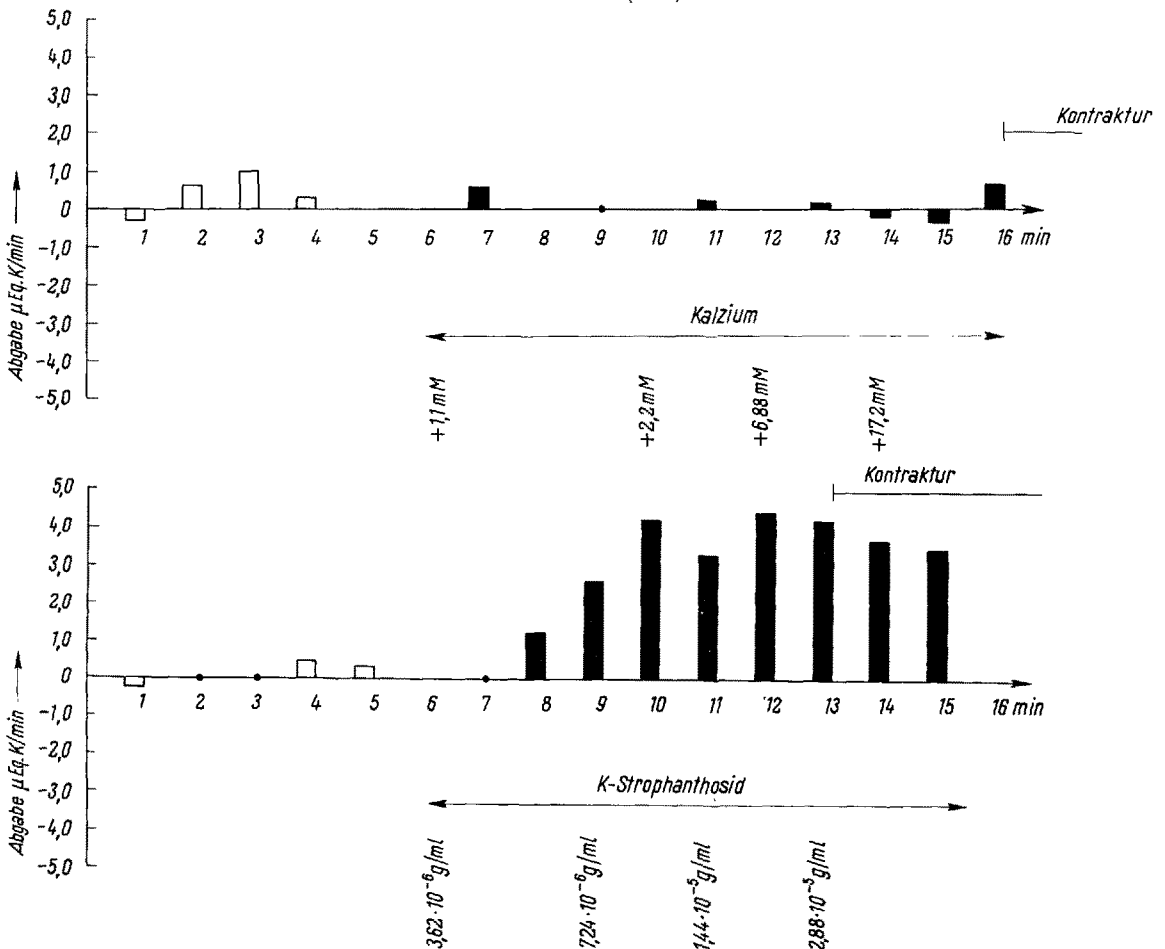 5,0
4,0
3,0
2,0
Kontraktur
1,0
0
1 2 3 4 5 6 7 8 9 10 11 12 13 14 15 16 min
-1,0
-2,0
-3,0
Kalzium
-4,0
-5,0
Abgabe µEq.K/min
+1,1 mM
+2,2 mM
+6,88 mM
+17,2 mM
5,0
Kontraktur
4,0
3,0
2,0
1,0
0
1 2 3 4 5 6 7 8 9 10 11 12 13 14 15 16 min
-1,0
-2,0
-3,0
K-Strophanthosid
-4,0
-5,0
Abgabe µEq.K/min
3,62·10⁻⁶g/ml
7,24·10⁻⁶g/ml
1,44·10⁻⁵g/ml
2,88·10⁻⁵g/ml